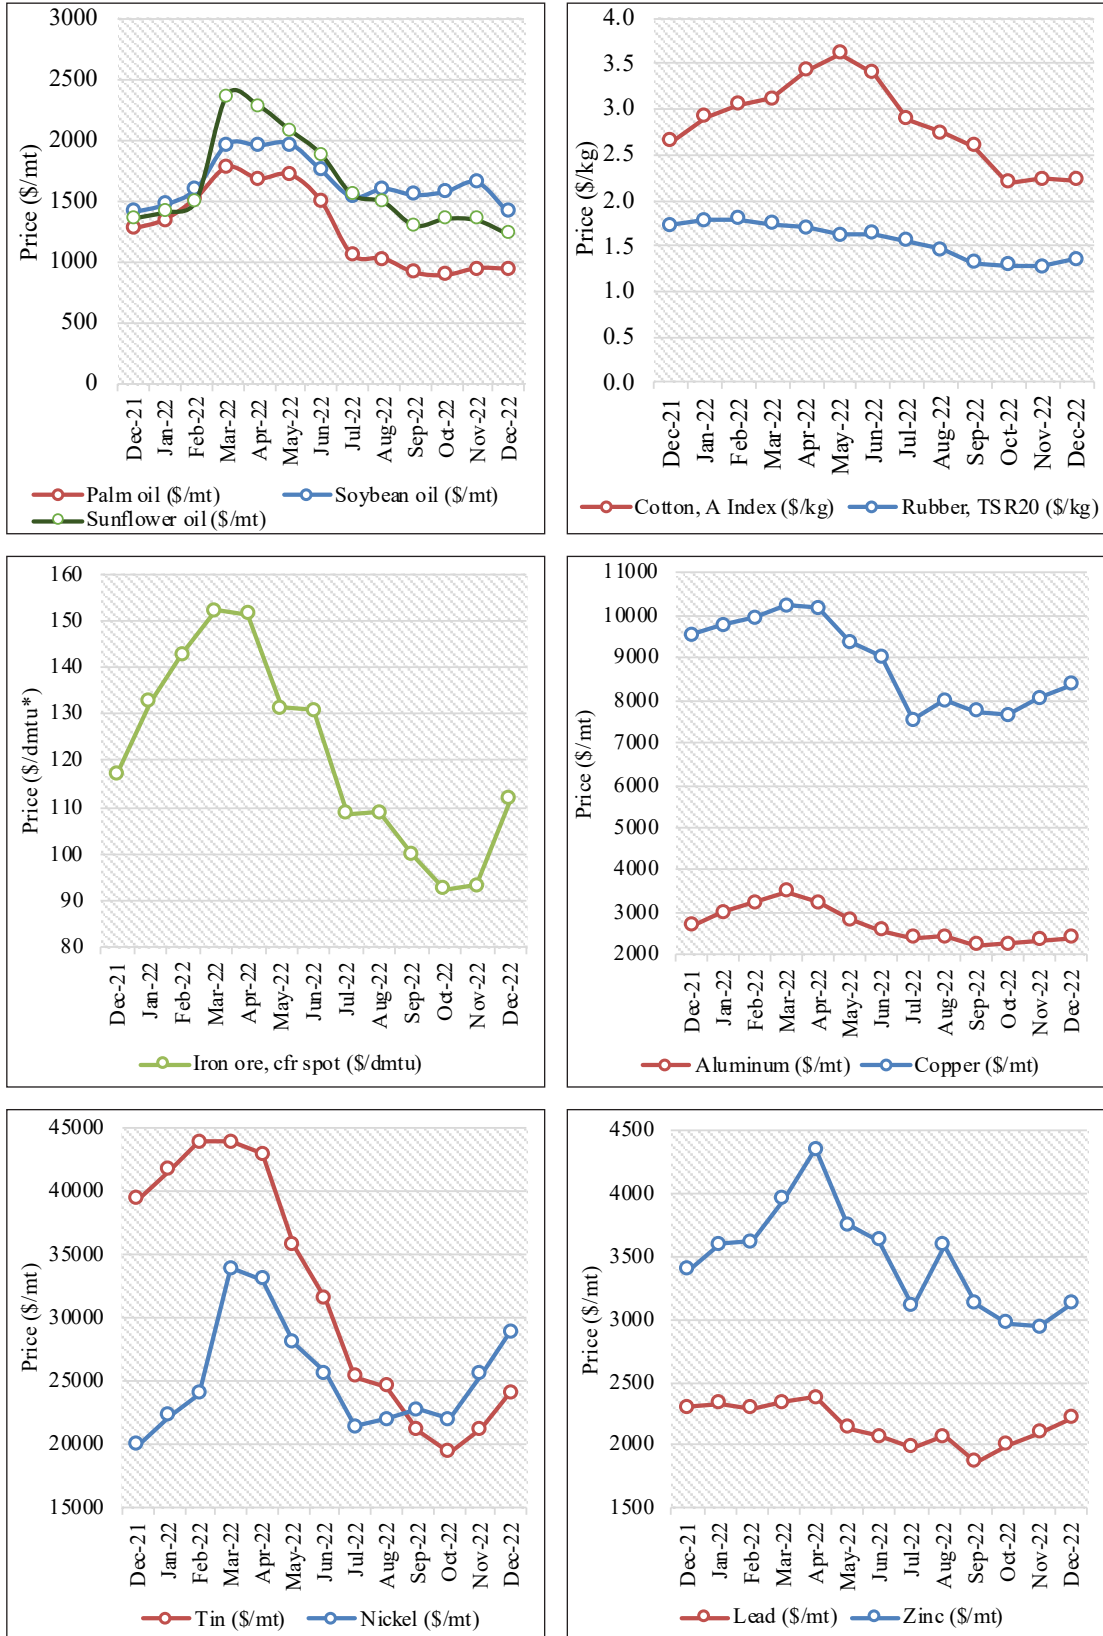 3000
2500
2000
1500
1000
500
0
Price ($/mt)
Dec-21
Jan-22
Feb-22
Mar-22
Apr-22
May-22
Jun-22
Jul-22
Aug-22
Sep-22
Oct-22
Nov-22
Dec-22
Palm oil ($/mt)
Soybean oil ($/mt)
Sunflower oil ($/mt)
4.0
3.5
3.0
2.5
2.0
1.5
1.0
0.5
0.0
Price ($/kg)
Dec-21
Jan-22
Feb-22
Mar-22
Apr-22
May-22
Jun-22
Jul-22
Aug-22
Sep-22
Oct-22
Nov-22
Dec-22
Cotton, A Index ($/kg)
Rubber, TSR20 ($/kg)
160
150
140
130
120
110
100
90
80
Price ($/dmtu*)
Dec-21
Jan-22
Feb-22
Mar-22
Apr-22
May-22
Jun-22
Jul-22
Aug-22
Sep-22
Oct-22
Nov-22
Dec-22
Iron ore, cfr spot ($/dmtu)
11000
10000
9000
8000
7000
6000
5000
4000
3000
2000
Price ($/mt)
Dec-21
Jan-22
Feb-22
Mar-22
Apr-22
May-22
Jun-22
Jul-22
Aug-22
Sep-22
Oct-22
Nov-22
Dec-22
Aluminum ($/mt)
Copper ($/mt)
45000
40000
35000
30000
25000
20000
15000
Price ($/mt)
Dec-21
Jan-22
Feb-22
Mar-22
Apr-22
May-22
Jun-22
Jul-22
Aug-22
Sep-22
Oct-22
Nov-22
Dec-22
Tin ($/mt)
Nickel ($/mt)
4500
4000
3500
3000
2500
2000
1500
Price ($/mt)
Dec-21
Jan-22
Feb-22
Mar-22
Apr-22
May-22
Jun-22
Jul-22
Aug-22
Sep-22
Oct-22
Nov-22
Dec-22
Lead ($/mt)
Zinc ($/mt)